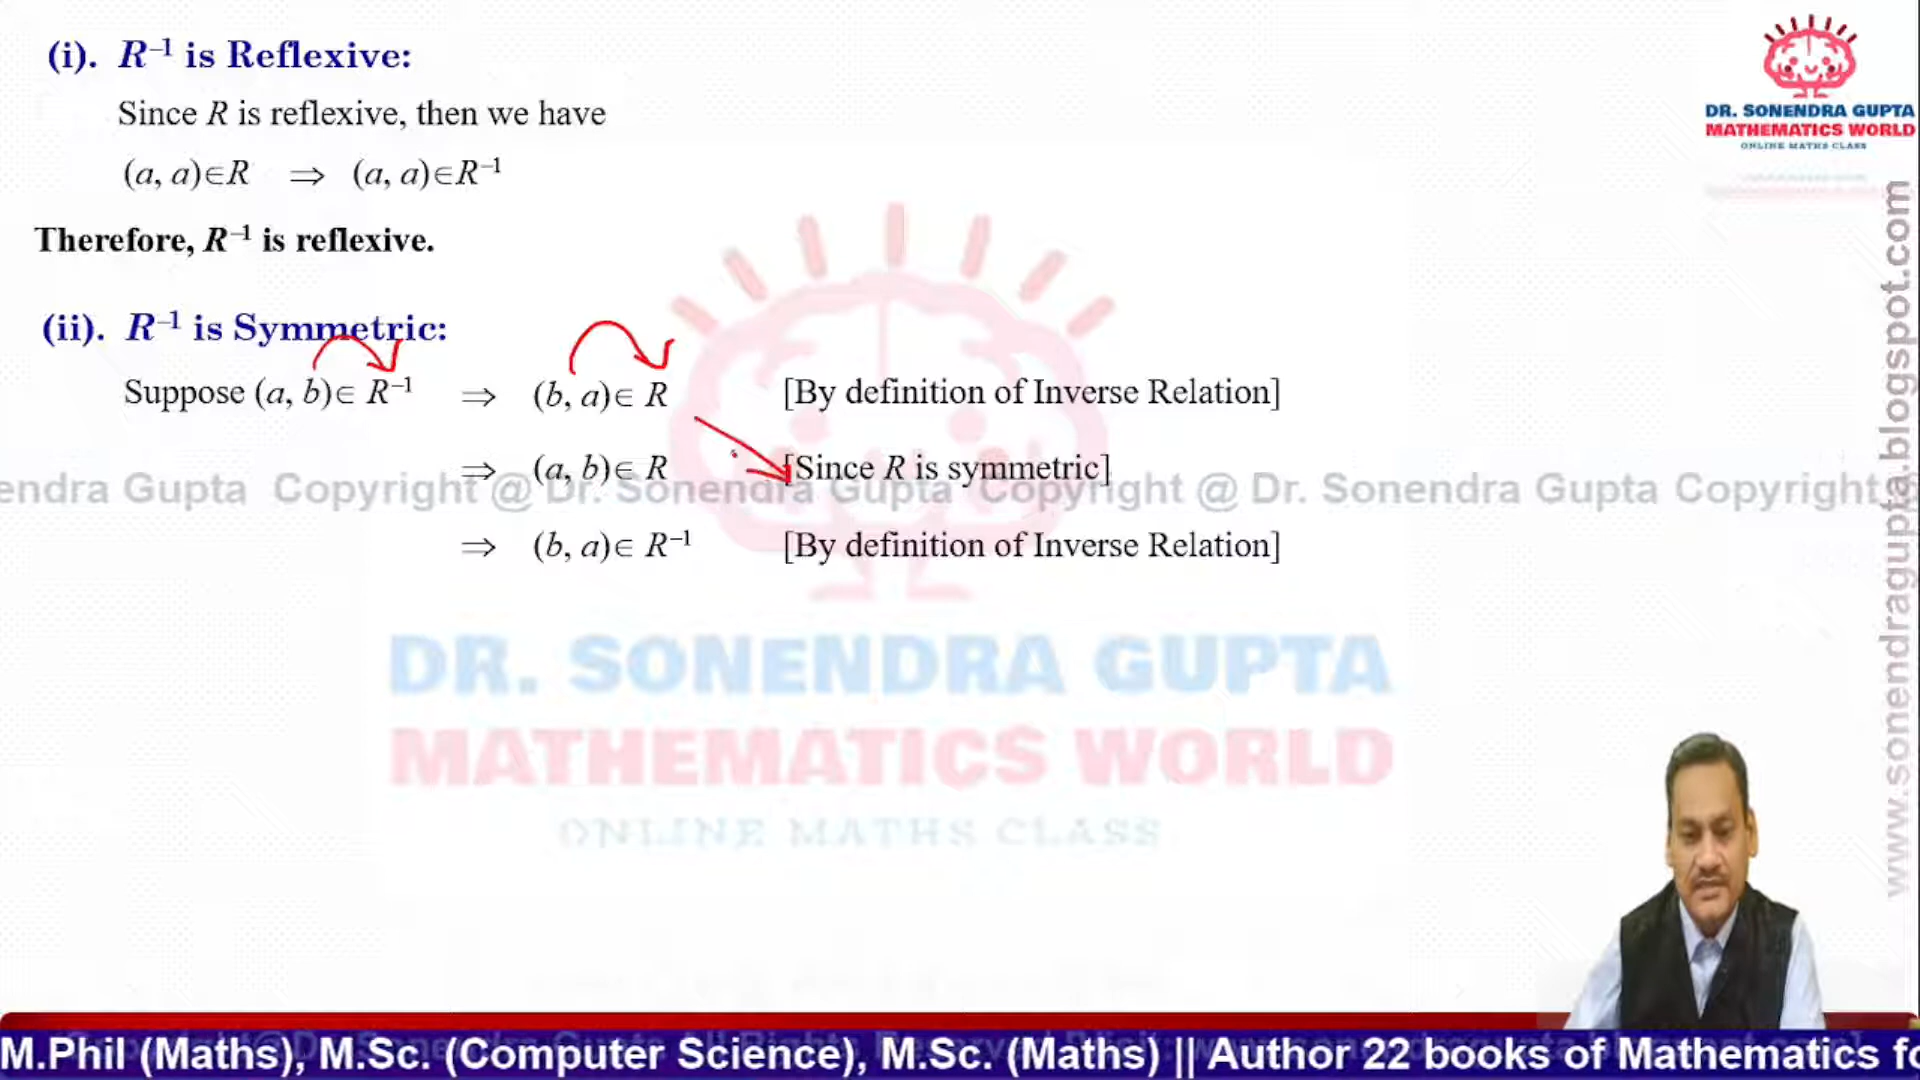 (i). R⁻¹ is Reflexive:
Since R is reflexive, then we have
(a, a)∈R ⇒ (a, a)∈R⁻¹
Therefore, R⁻¹ is reflexive.
(ii). R⁻¹ is Symmetric:
Suppose (a, b)∈ R⁻¹ ⇒ (b, a)∈ R [By definition of Inverse Relation]
⇒ (a, b)∈ R [Since R is symmetric]
endra Gupta Copyright @ Dr. Sonendra Gupta Copyright @ Dr. Sonendra Gupta Copyright
⇒ (b, a)∈ R⁻¹ [By definition of Inverse Relation]
DR. SONENDRA GUPTA
MATHEMATICS WORLD
ONLINE MATHS CLASS
DR. SONENDRA GUPTA
MATHEMATICS WORLD
ONLINE MATHS CLASS
www.sonendragupta.blogspot.com
M.Phil (Maths), M.Sc. (Computer Science), M.Sc. (Maths) || Author 22 books of Mathematics fo